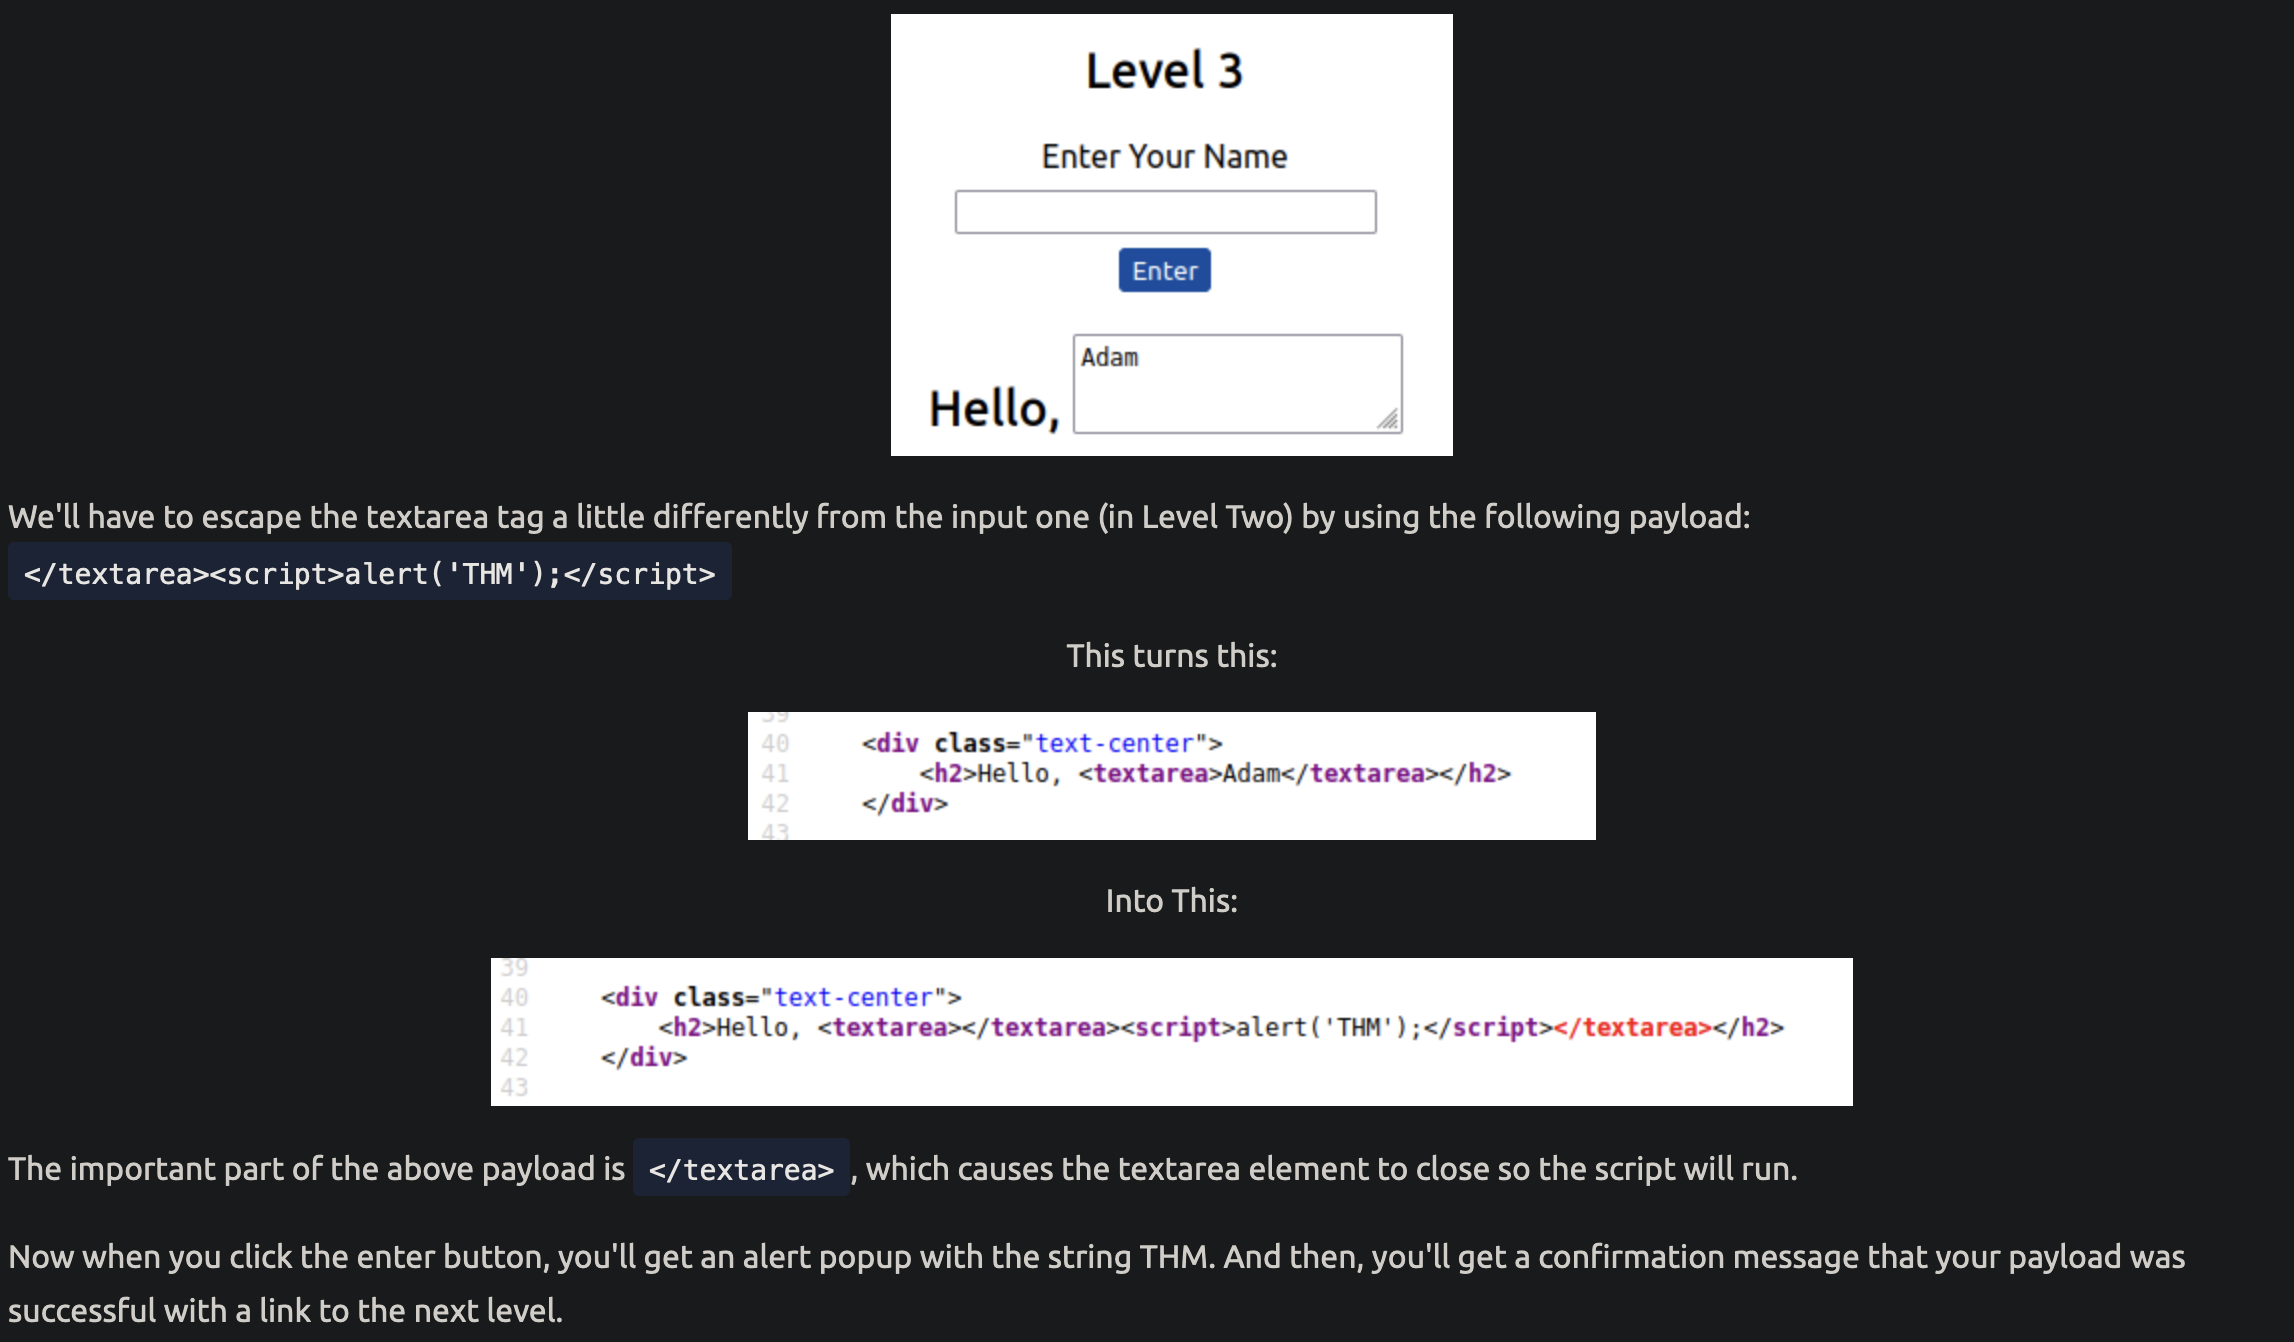 Level 3
Enter Your Name
Enter
Adam
Hello,
We'll have to escape the textarea tag a little differently from the input one (in Level Two) by using the following payload:
</textarea><script>alert('THM');</script>
This turns this:
39
40 <div class="text-center">
41 <h2>Hello, <textarea>Adam</textarea></h2>
42 </div>
43
Into This:
39
40 <div class="text-center">
41 <h2>Hello, <textarea></textarea><script>alert('THM');</script></textarea></h2>
42 </div>
43
The important part of the above payload is </textarea>, which causes the textarea element to close so the script will run.
Now when you click the enter button, you'll get an alert popup with the string THM. And then, you'll get a confirmation message that your payload was
successful with a link to the next level.